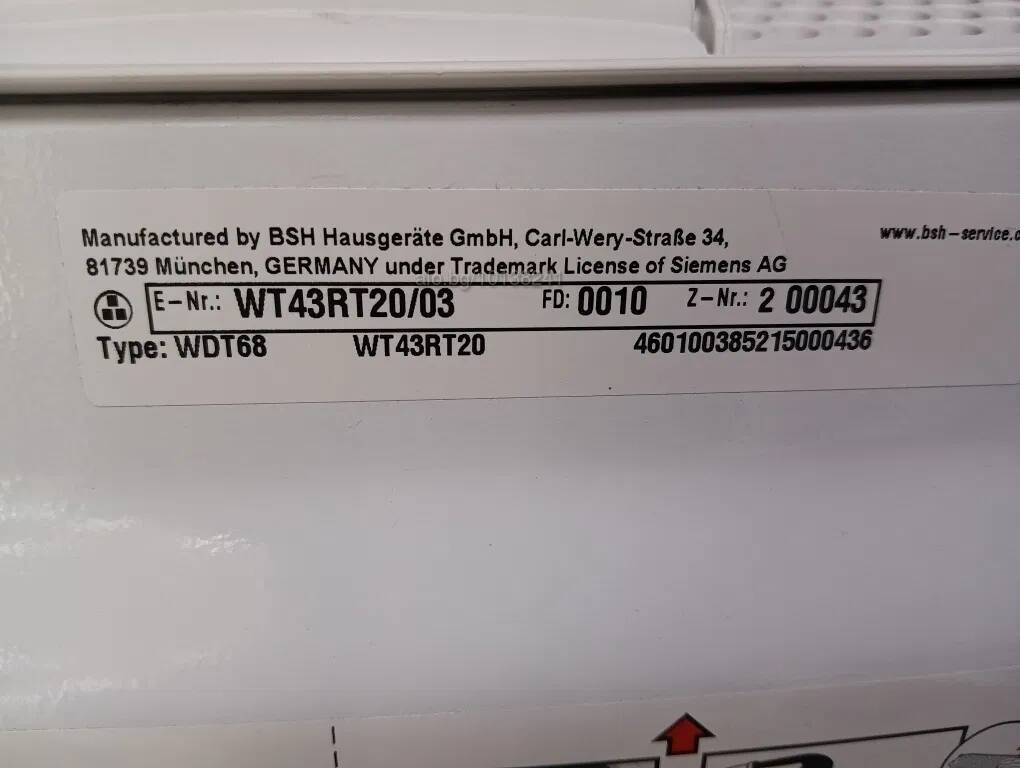 Manufactured by BSH Hausgeräte GmbH, Carl-Wery-Straße 34,
www.bsh-service.c
81739 München, GERMANY under Trademark License of Siemens AG
E-Nr.: WT43RT20/03 FD: 0010 Z-Nr.: 2 00043
Type: WDT68 WT43RT20 460100385215000436